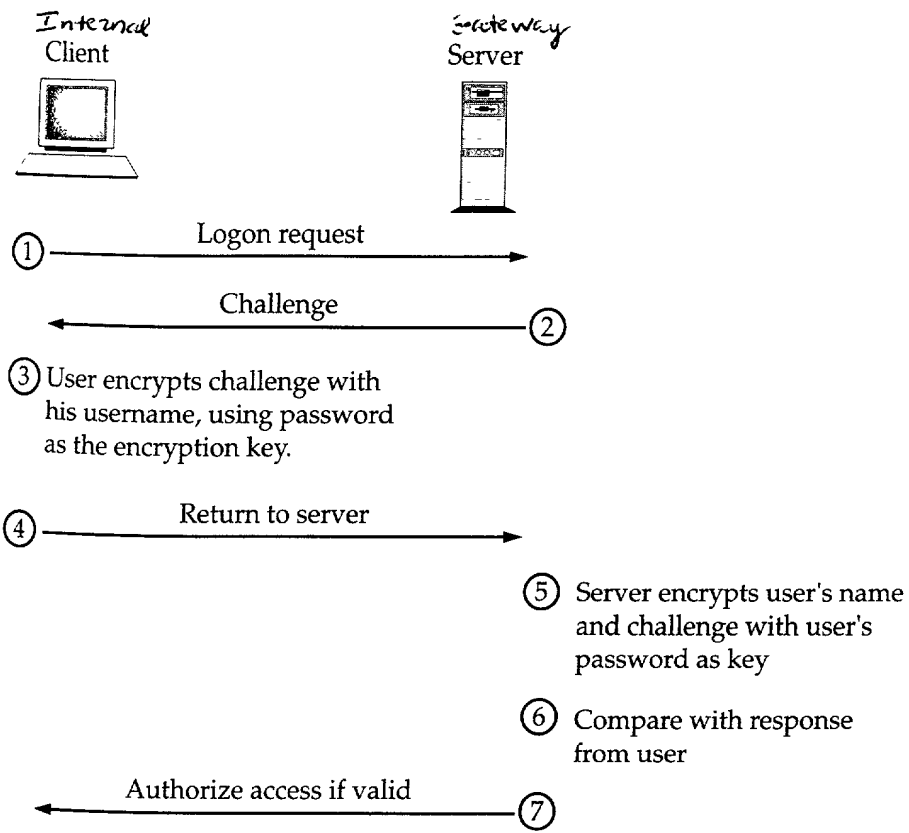 Internal
Client
Gateway
Server
1
Logon request
Challenge
2
3 User encrypts challenge with
his username, using password
as the encryption key.
4
Return to server
5 Server encrypts user's name
and challenge with user's
password as key
6 Compare with response
from user
Authorize access if valid
7